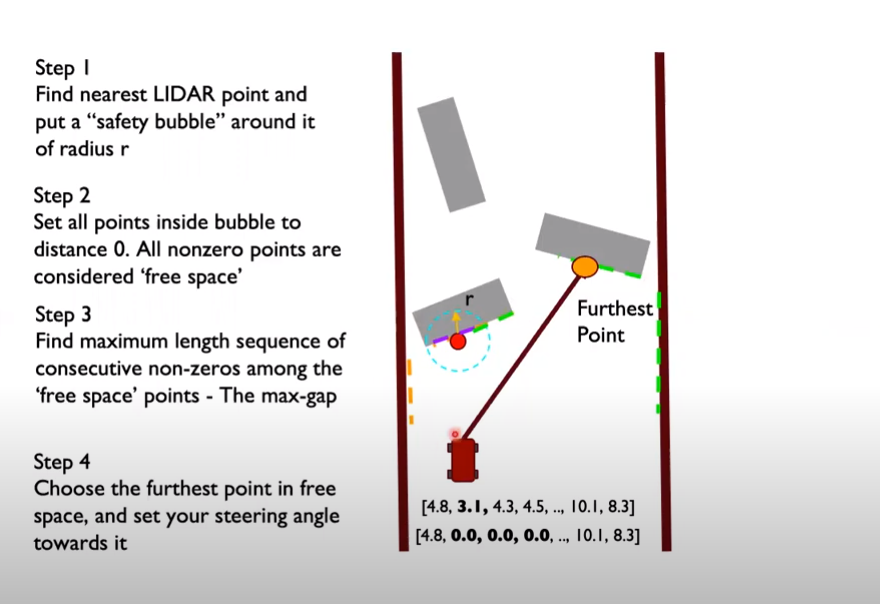 Step 1
Find nearest LIDAR point and
put a “safety bubble” around it
of radius r
Step 2
Set all points inside bubble to
distance 0. All nonzero points are
considered ‘free space’
Step 3
Find maximum length sequence of
consecutive non-zeros among the
‘free space’ points - The max-gap
Step 4
Choose the furthest point in free
space, and set your steering angle
towards it
r
Furthest
Point
[4.8, 3.1, 4.3, 4.5, .., 10.1, 8.3]
[4.8, 0.0, 0.0, 0.0, .., 10.1, 8.3]